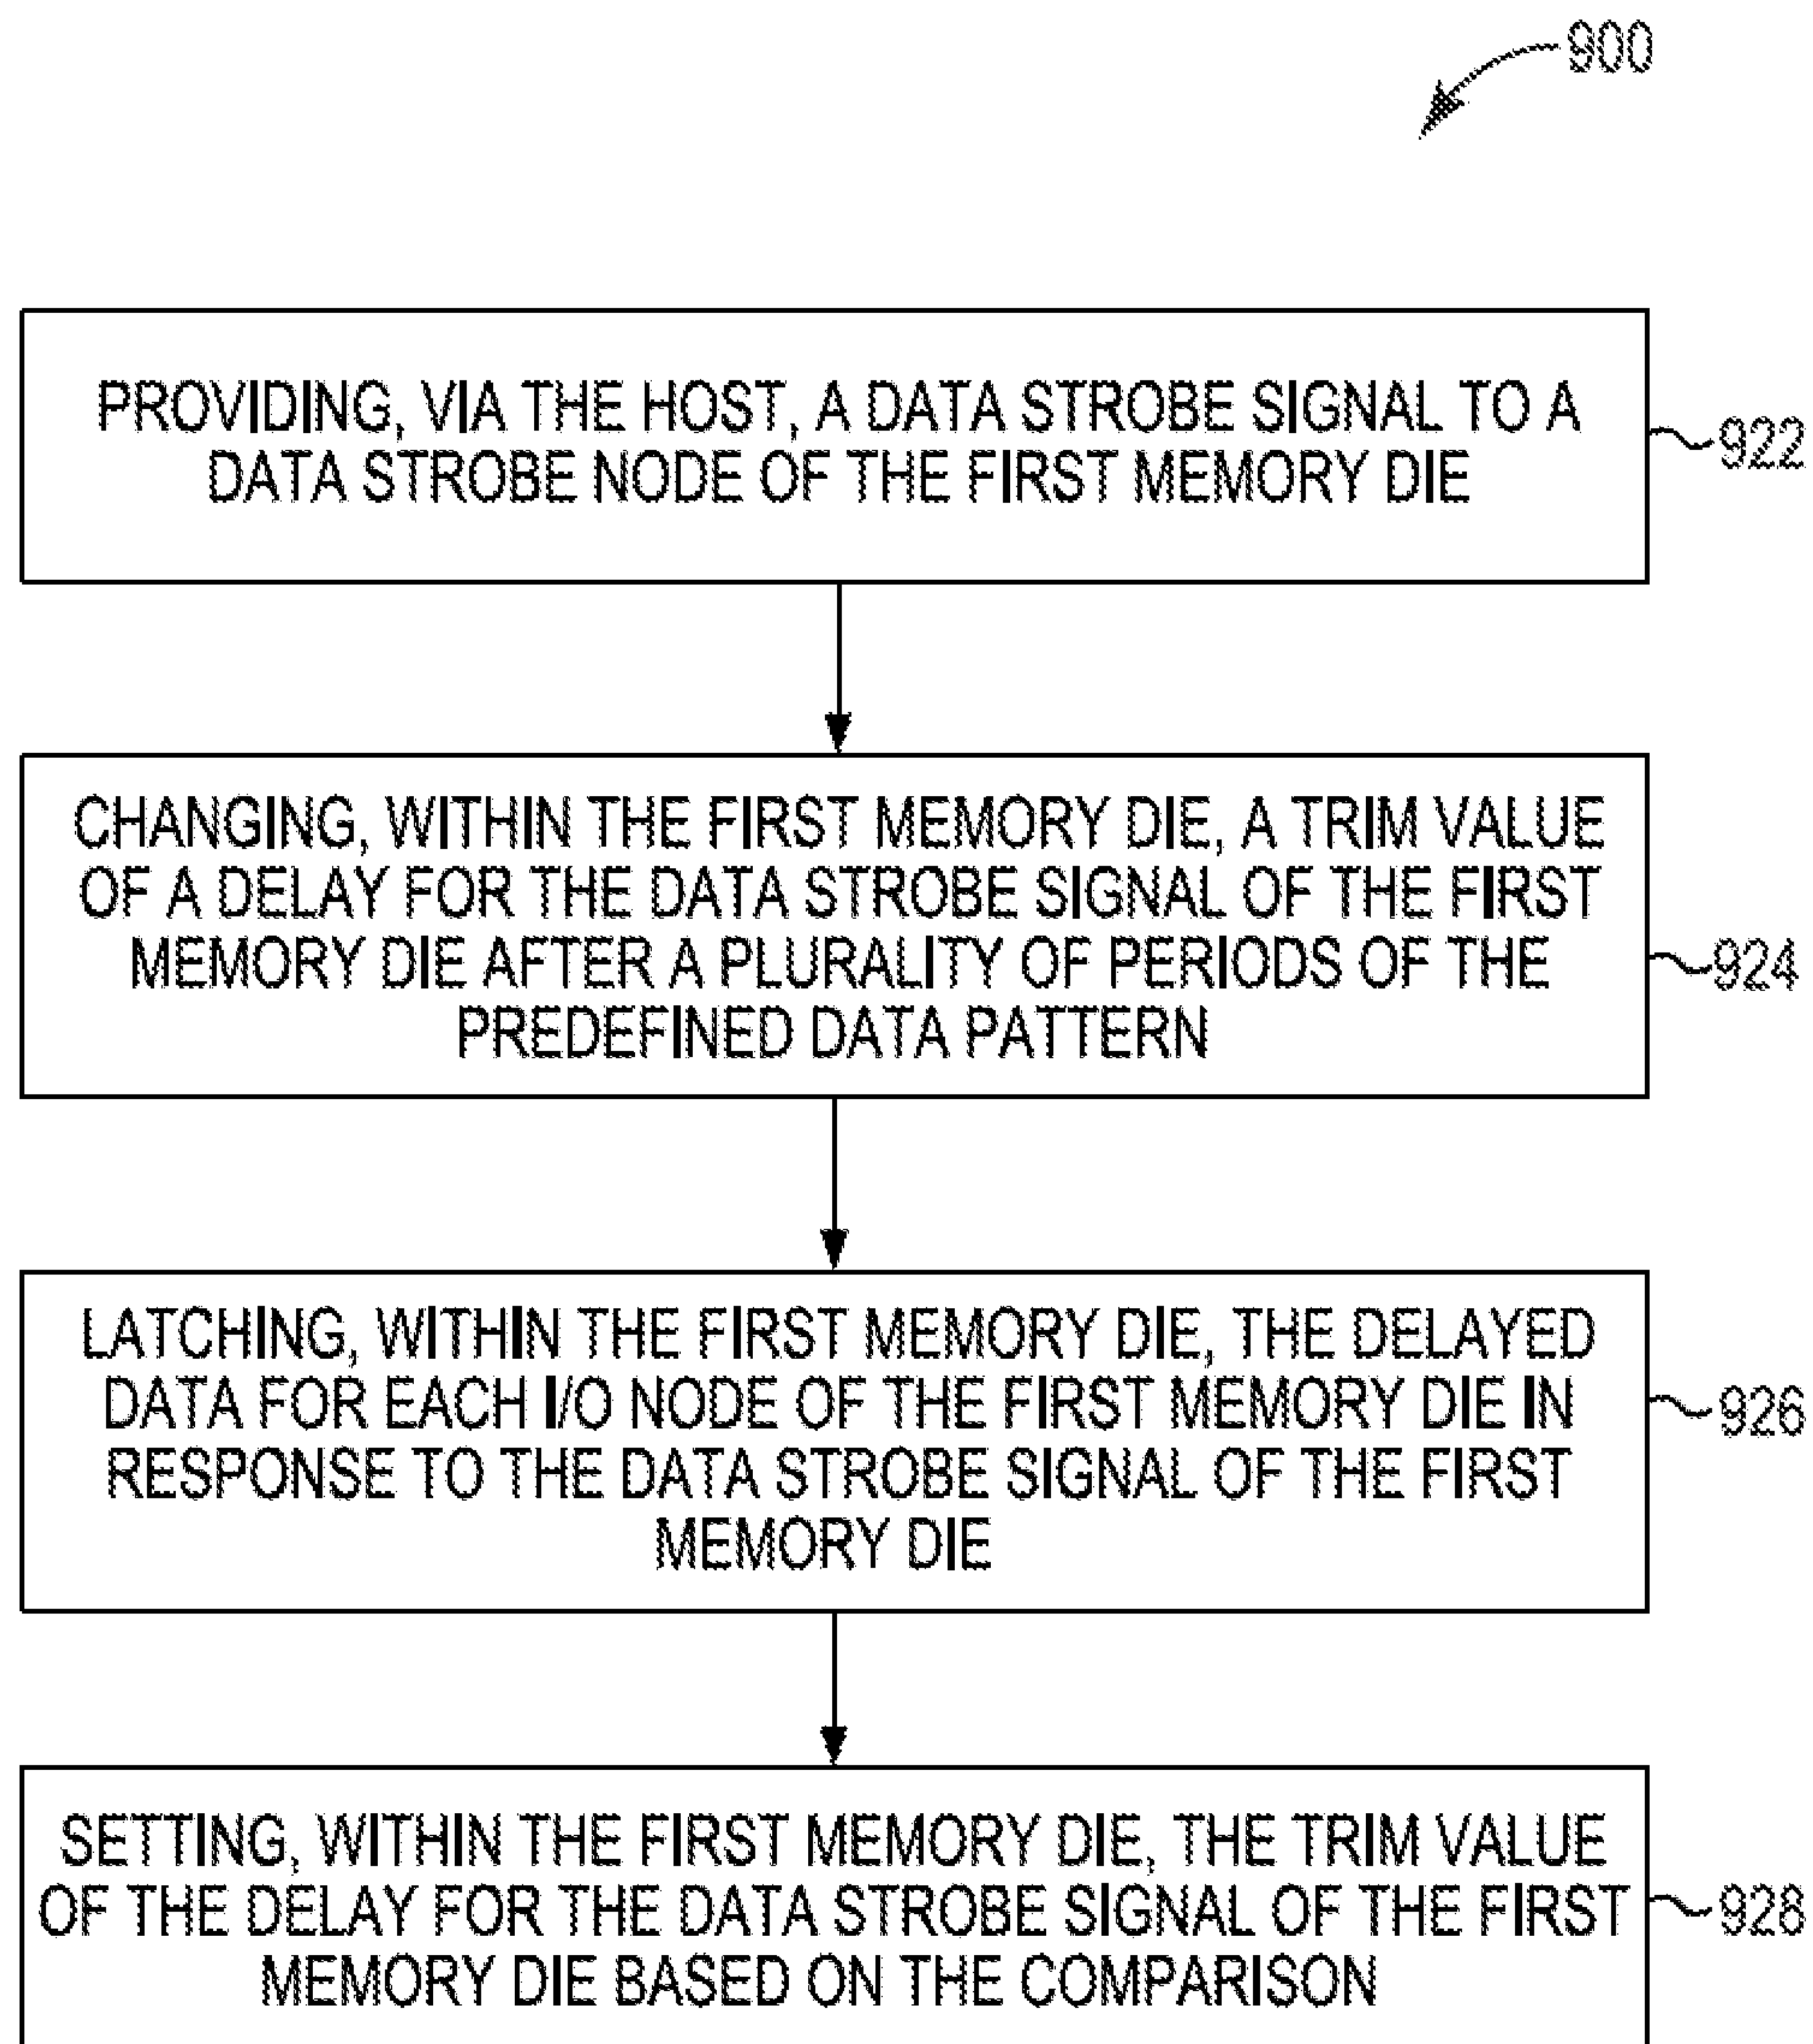 900
PROVIDING, VIA THE HOST, A DATA STROBE SIGNAL TO A
DATA STROBE NODE OF THE FIRST MEMORY DIE
922
CHANGING, WITHIN THE FIRST MEMORY DIE, A TRIM VALUE
OF A DELAY FOR THE DATA STROBE SIGNAL OF THE FIRST
MEMORY DIE AFTER A PLURALITY OF PERIODS OF THE
PREDEFINED DATA PATTERN
924
LATCHING, WITHIN THE FIRST MEMORY DIE, THE DELAYED
DATA FOR EACH I/O NODE OF THE FIRST MEMORY DIE IN
RESPONSE TO THE DATA STROBE SIGNAL OF THE FIRST
MEMORY DIE
926
SETTING, WITHIN THE FIRST MEMORY DIE, THE TRIM VALUE
OF THE DELAY FOR THE DATA STROBE SIGNAL OF THE FIRST
MEMORY DIE BASED ON THE COMPARISON
928